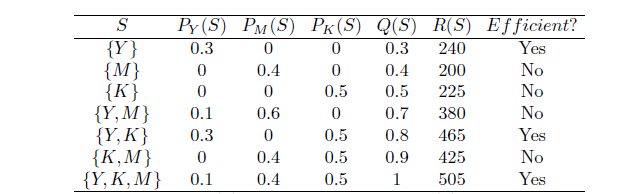 S P_Y(S) P_M(S) P_K(S) Q(S) R(S) Efficient?
{Y} 0.3 0 0 0.3 240 Yes
{M} 0 0.4 0 0.4 200 No
{K} 0 0 0.5 0.5 225 No
{Y, M} 0.1 0.6 0 0.7 380 No
{Y, K} 0.3 0 0.5 0.8 465 Yes
{K, M} 0 0.4 0.5 0.9 425 No
{Y, K, M} 0.1 0.4 0.5 1 505 Yes